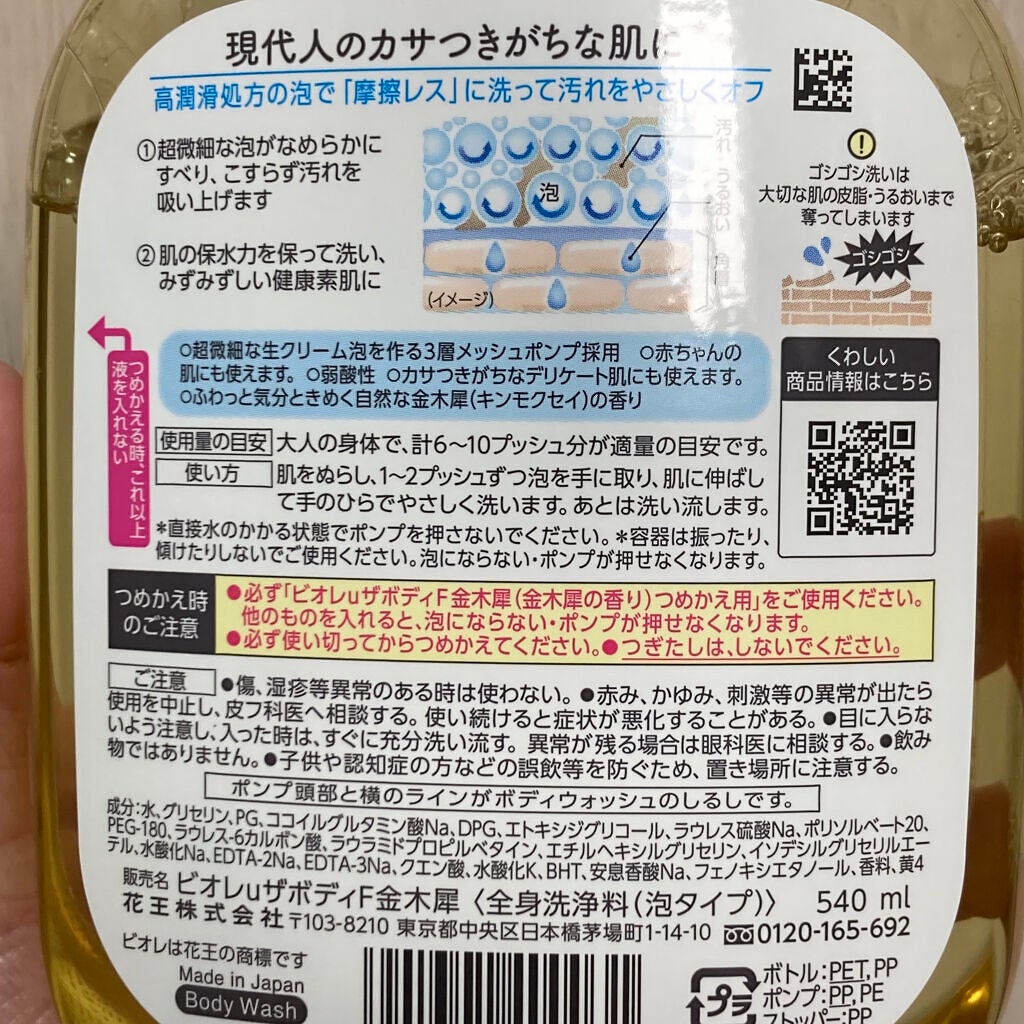 現代人のカサつきがちな肌に
高潤滑処方の泡で「摩擦レス」に洗って汚れをやさしくオフ
①超微細な泡がなめらかに
すべり、こすらず汚れを
吸い上げます
②肌の保水力を保って洗い、
みずみずしい健康素肌に
泡
汚れ・うるおい
角層
(イメージ)
!
ゴシゴシ洗いは
大切な肌の皮脂・うるおいまで
奪ってしまいます
ゴシゴシ
つめかえる時、これ以上
液を入れない
○超微細な生クリーム泡を作る3層メッシュポンプ採用 ○赤ちゃんの
肌にも使えます。 ○弱酸性 ○カサつきがちなデリケート肌にも使えます。
○ふわっと気分ときめく自然な金木犀(キンモクセイ)の香り
くわしい
商品情報はこちら
使用量の目安 大人の身体で、計6〜10プッシュ分が適量の目安です。
使い方 肌をぬらし、1〜2プッシュずつ泡を手に取り、肌に伸ばし
て手のひらでやさしく洗います。あとは洗い流します。
*直接水のかかる状態でポンプを押さないでください。*容器は振ったり、
傾けたりしないでご使用ください。泡にならない・ポンプが押せなくなります。
つめかえ時
のご注意
●必ず「ビオレuザボディF金木犀(金木犀の香り)つめかえ用」をご使用ください。
他のものを入れると、泡にならない・ポンプが押せなくなります。
●必ず使い切ってからつめかえてください。●つぎたしは、しないでください。
ご注意 ●傷、湿疹等異常のある時は使わない。●赤み、かゆみ、刺激等の異常が出たら
使用を中止し、皮フ科医へ相談する。使い続けると症状が悪化することがある。●目に入らな
いよう注意し、入った時は、すぐに充分洗い流す。異常が残る場合は眼科医に相談する。●飲み
物ではありません。●子供や認知症の方などの誤飲等を防ぐため、置き場所に注意する。
ポンプ頭部と横のラインがボディウォッシュのしるしです。
成分:水、グリセリン、PG、ココイルグルタミン酸Na、DPG、エトキシジグリコール、ラウレス硫酸Na、ポリソルベート20、
PEG-180、ラウレス-6カルボン酸、ラウラミドプロピルベタイン、エチルヘキシルグリセリン、イソデシルグリセリルエー
テル、水酸化Na、EDTA-2Na、EDTA-3Na、クエン酸、水酸化K、BHT、安息香酸Na、フェノキシエタノール、香料、黄4
販売名 ビオレuザボディF金木犀〈全身洗浄料(泡タイプ)〉 540 ml
花王株式会社 〒103-8210 東京都中央区日本橋茅場町1-14-10 0120-165-692
ビオレは花王の商標です
Made in Japan
Body Wash
プラ
ボトル:PET, PP
ポンプ:PP, PE
ストッパー:PP